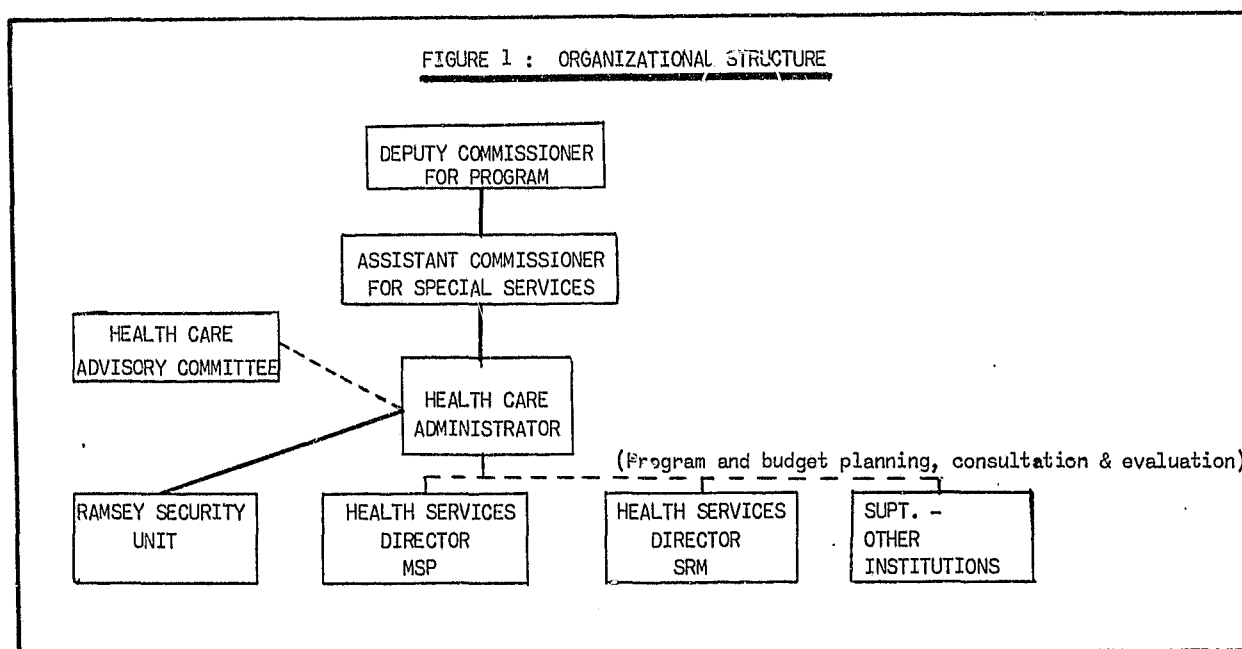 FIGURE 1 : ORGANIZATIONAL STRUCTURE
DEPUTY COMMISSIONER
FOR PROGRAM
ASSISTANT COMMISSIONER
FOR SPECIAL SERVICES
HEALTH CARE
ADVISORY COMMITTEE
HEALTH CARE
ADMINISTRATOR
(Program and budget planning, consultation & evaluation)
RAMSEY SECURITY
UNIT
HEALTH SERVICES
DIRECTOR
MSP
HEALTH SERVICES
DIRECTOR
SRM
SUPT. -
OTHER
INSTITUTIONS